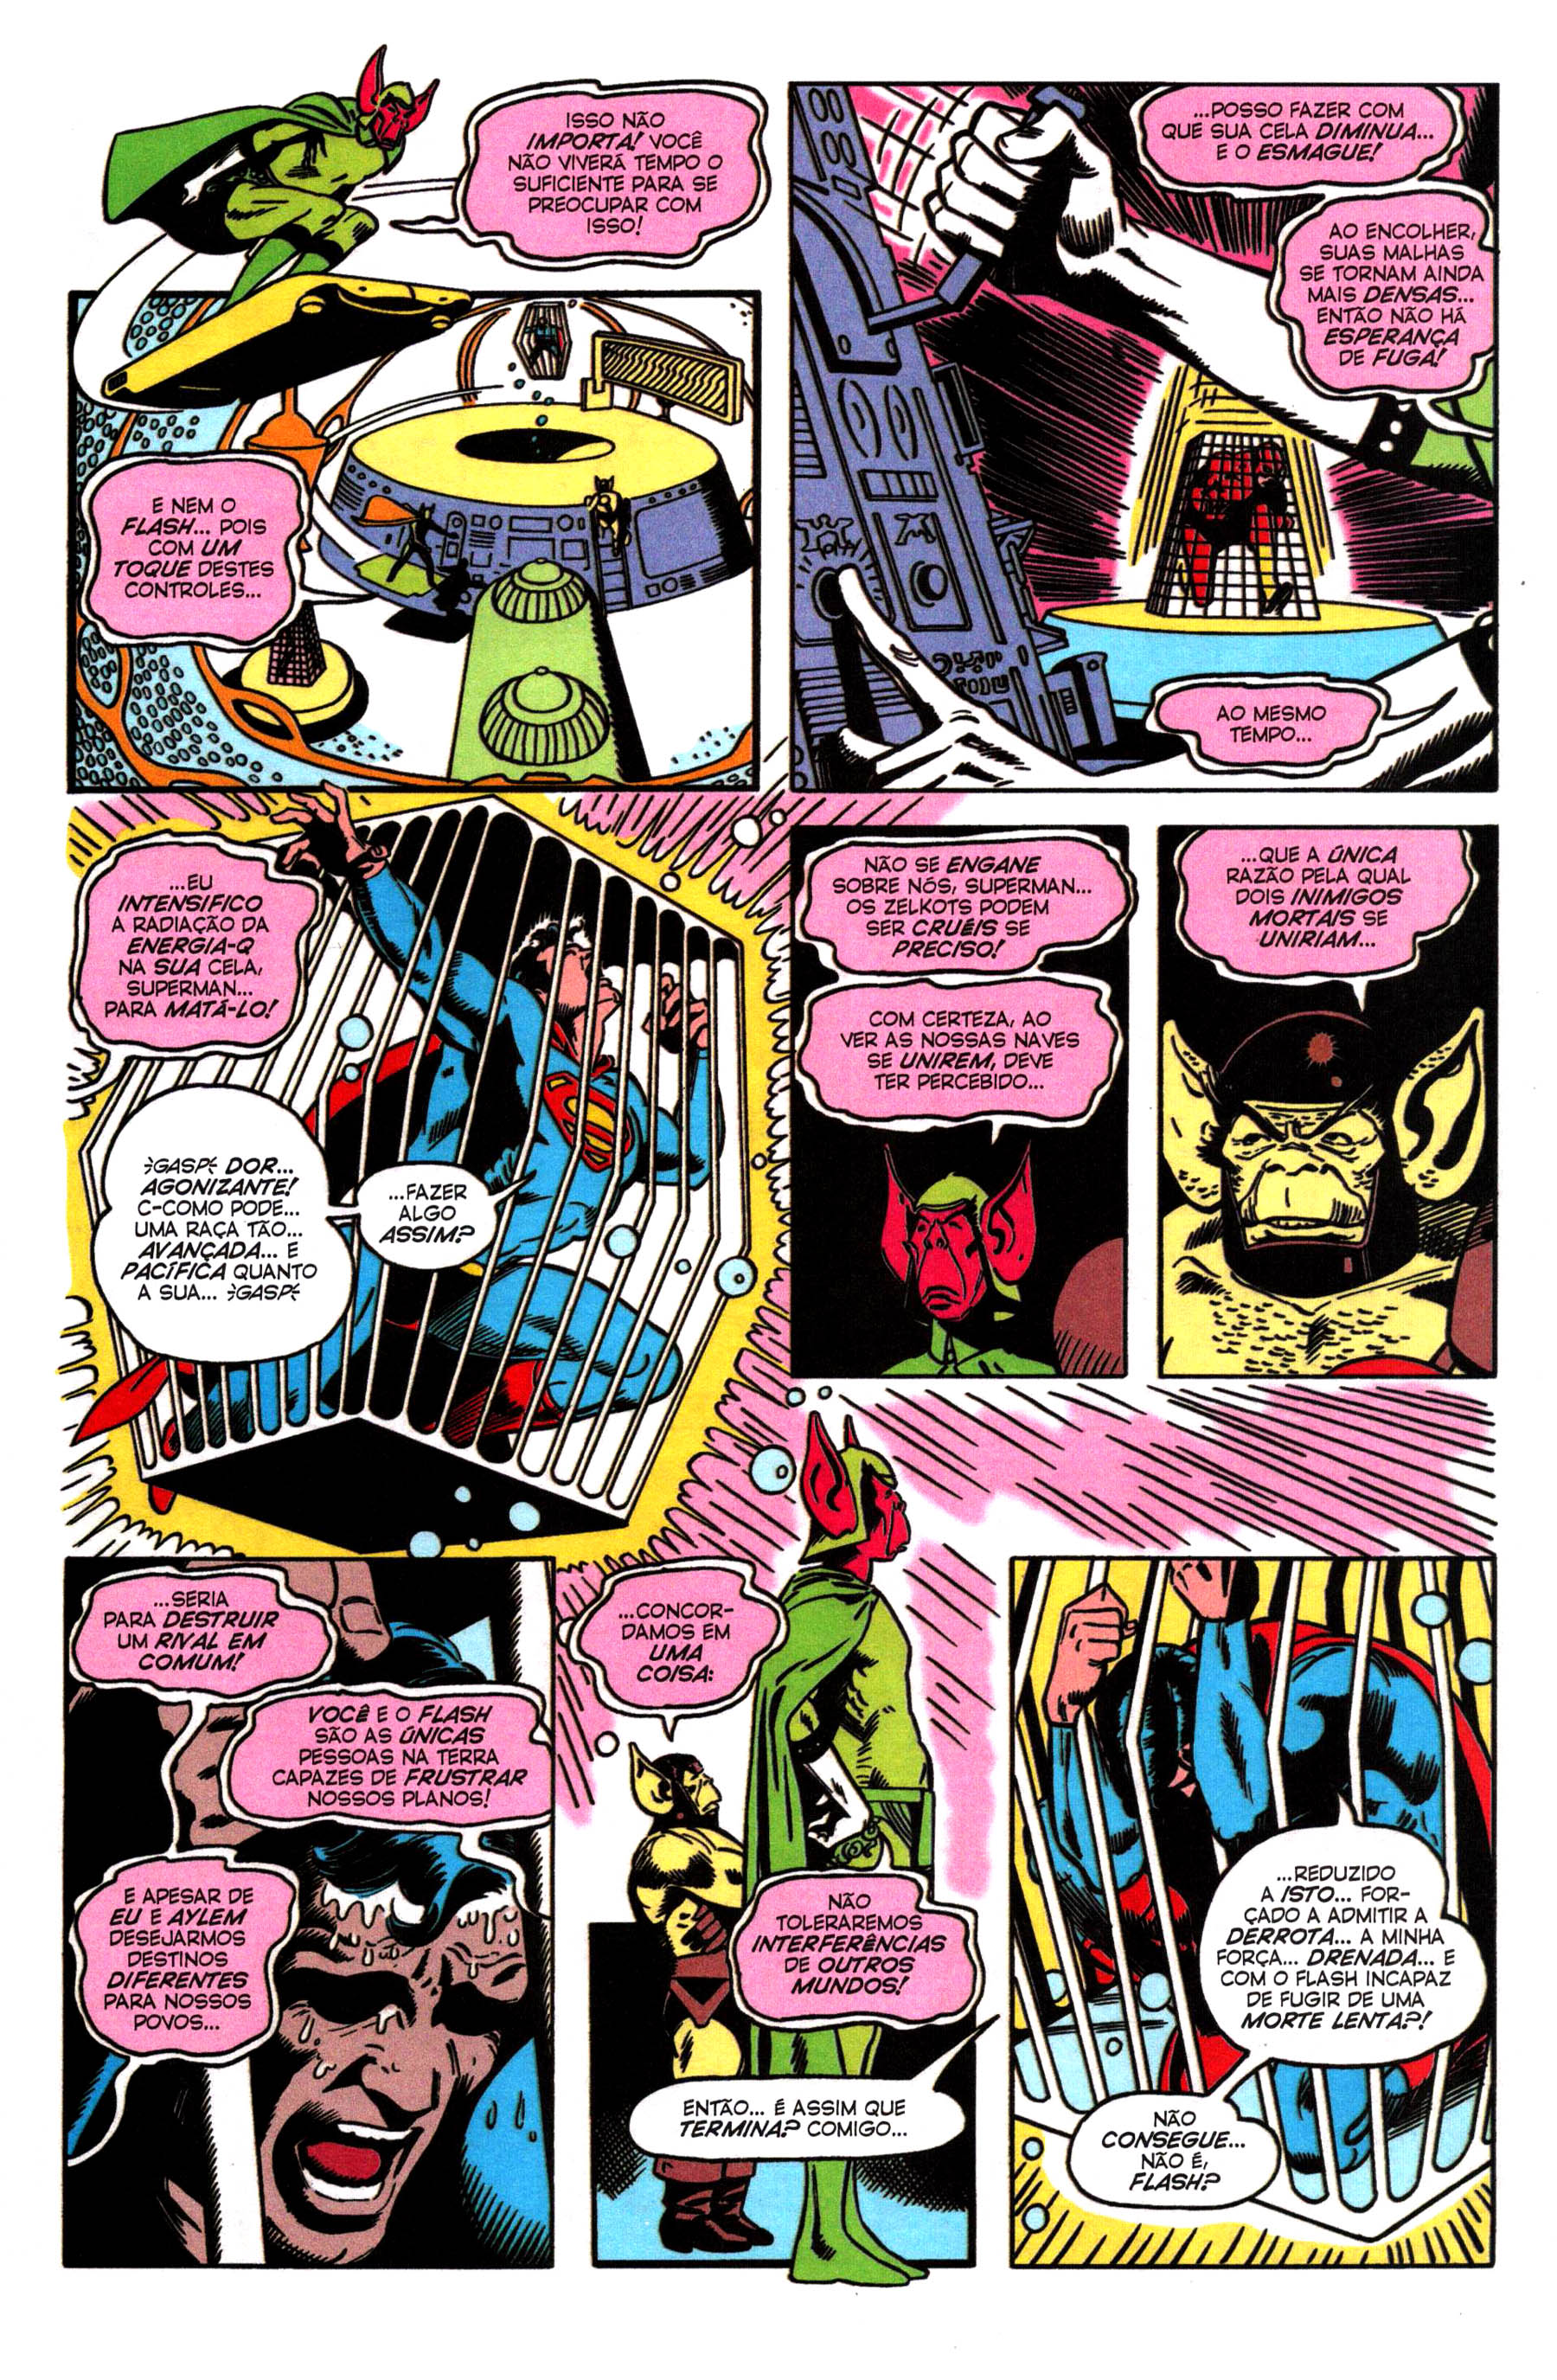 ISSO NÃO
IMPORTA! VOCÊ
NÃO VIVERÁ TEMPO O
SUFICIENTE PARA SE
PREOCUPAR COM
ISSO!
E NEM O
FLASH... POIS
COM UM
TOQUE DESTES
CONTROLES...
...POSSO FAZER COM
QUE SUA CELA DIMINUA...
E O ESMAGUE!
AO ENCOLHER,
SUAS MALHAS
SE TORNAM AINDA
MAIS DENSAS...
ENTÃO NÃO HÁ
ESPERANÇA
DE FUGA!
AO MESMO
TEMPO...
...EU
INTENSIFICO
A RADIAÇÃO DA
ENERGIA-Q
NA SUA CELA,
SUPERMAN...
PARA MATÁ-LO!
GASP DOR...
AGONIZANTE!
C-COMO PODE...
UMA RAÇA TÃO...
AVANÇADA... E
PACÍFICA QUANTO
A SUA... GASP
...FAZER
ALGO
ASSIM?
NÃO SE ENGANE
SOBRE NÓS, SUPERMAN...
OS ZELKOTS PODEM
SER CRUÉIS SE
PRECISO!
COM CERTEZA, AO
VER AS NOSSAS NAVES
SE UNIREM, DEVE
TER PERCEBIDO...
...QUE A ÚNICA
RAZÃO PELA QUAL
DOIS INIMIGOS
MORTAIS SE
UNIRIAM...
...SERIA
PARA DESTRUIR
UM RIVAL EM
COMUM!
VOCÊ E O FLASH
SÃO AS ÚNICAS
PESSOAS NA TERRA
CAPAZES DE FRUSTRAR
NOSSOS PLANOS!
E APESAR DE
EU E AYLEM
DESEJARMOS
DESTINOS
DIFERENTES
PARA NOSSOS
POVOS...
...CONCOR-
DAMOS EM
UMA
COISA:
NÃO
TOLERAREMOS
INTERFERÊNCIAS
DE OUTROS
MUNDOS!
ENTÃO... É ASSIM QUE
TERMINA? COMIGO...
...REDUZIDO
A ISTO... FOR-
ÇADO A ADMITIR A
DERROTA... A MINHA
FORÇA... DRENADA... E
COM O FLASH INCAPAZ
DE FUGIR DE UMA
MORTE LENTA?!
NÃO
CONSEGUE...
NÃO É,
FLASH?